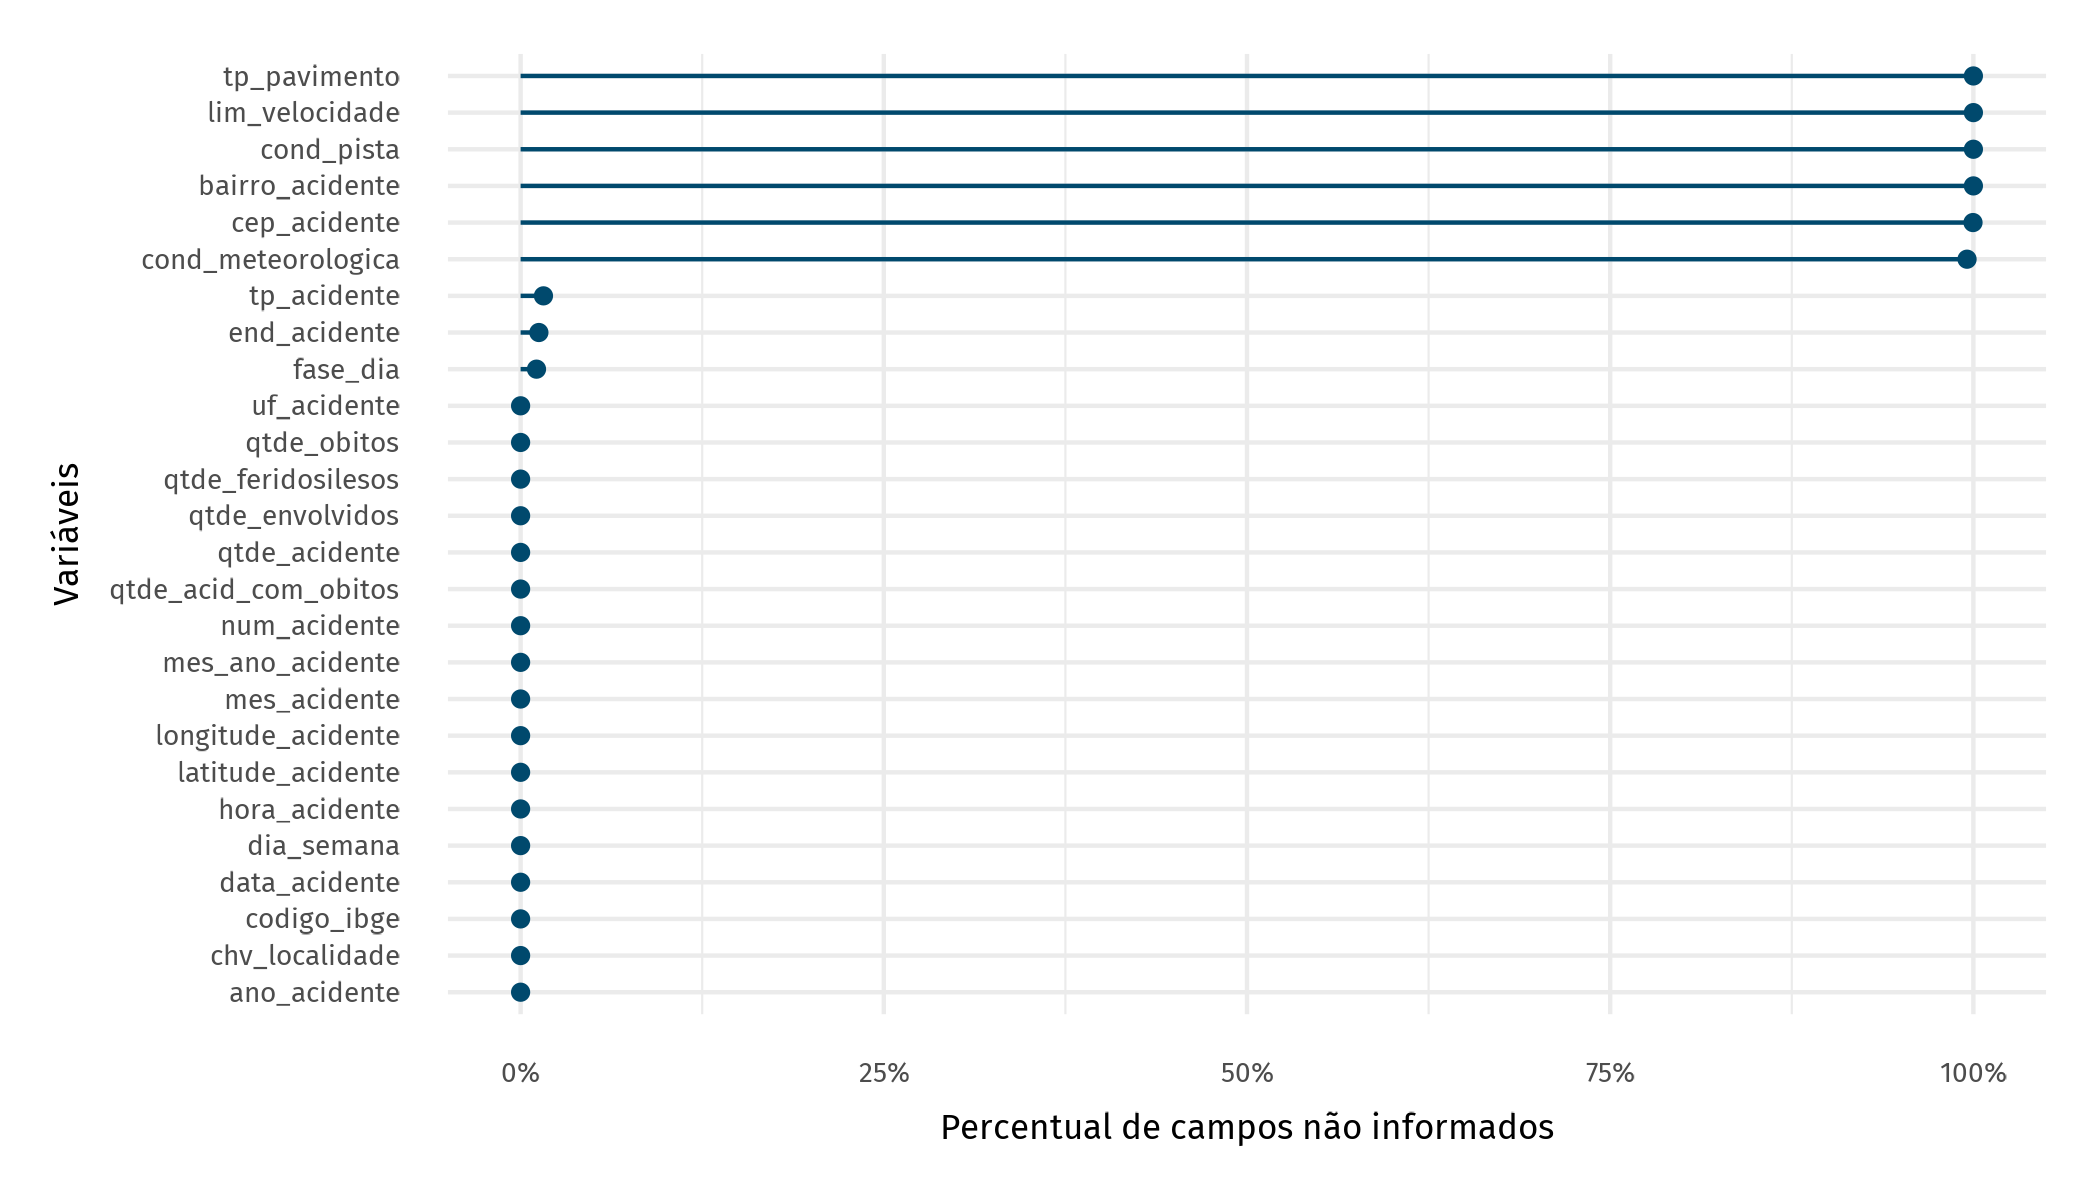 tp_pavimento
lim_velocidade
cond_pista
bairro_acidente
cep_acidente
cond_meteorologica
tp_acidente
end_acidente
fase_dia
uf_acidente
qtde_obitos
qtde_feridosilesos
qtde_envolvidos
qtde_acidente
qtde_acid_com_obitos
num_acidente
mes_ano_acidente
mes_acidente
longitude_acidente
latitude_acidente
hora_acidente
dia_semana
data_acidente
codigo_ibge
chv_localidade
ano_acidente
Variáveis
0% 25% 50% 75% 100%
Percentual de campos não informados